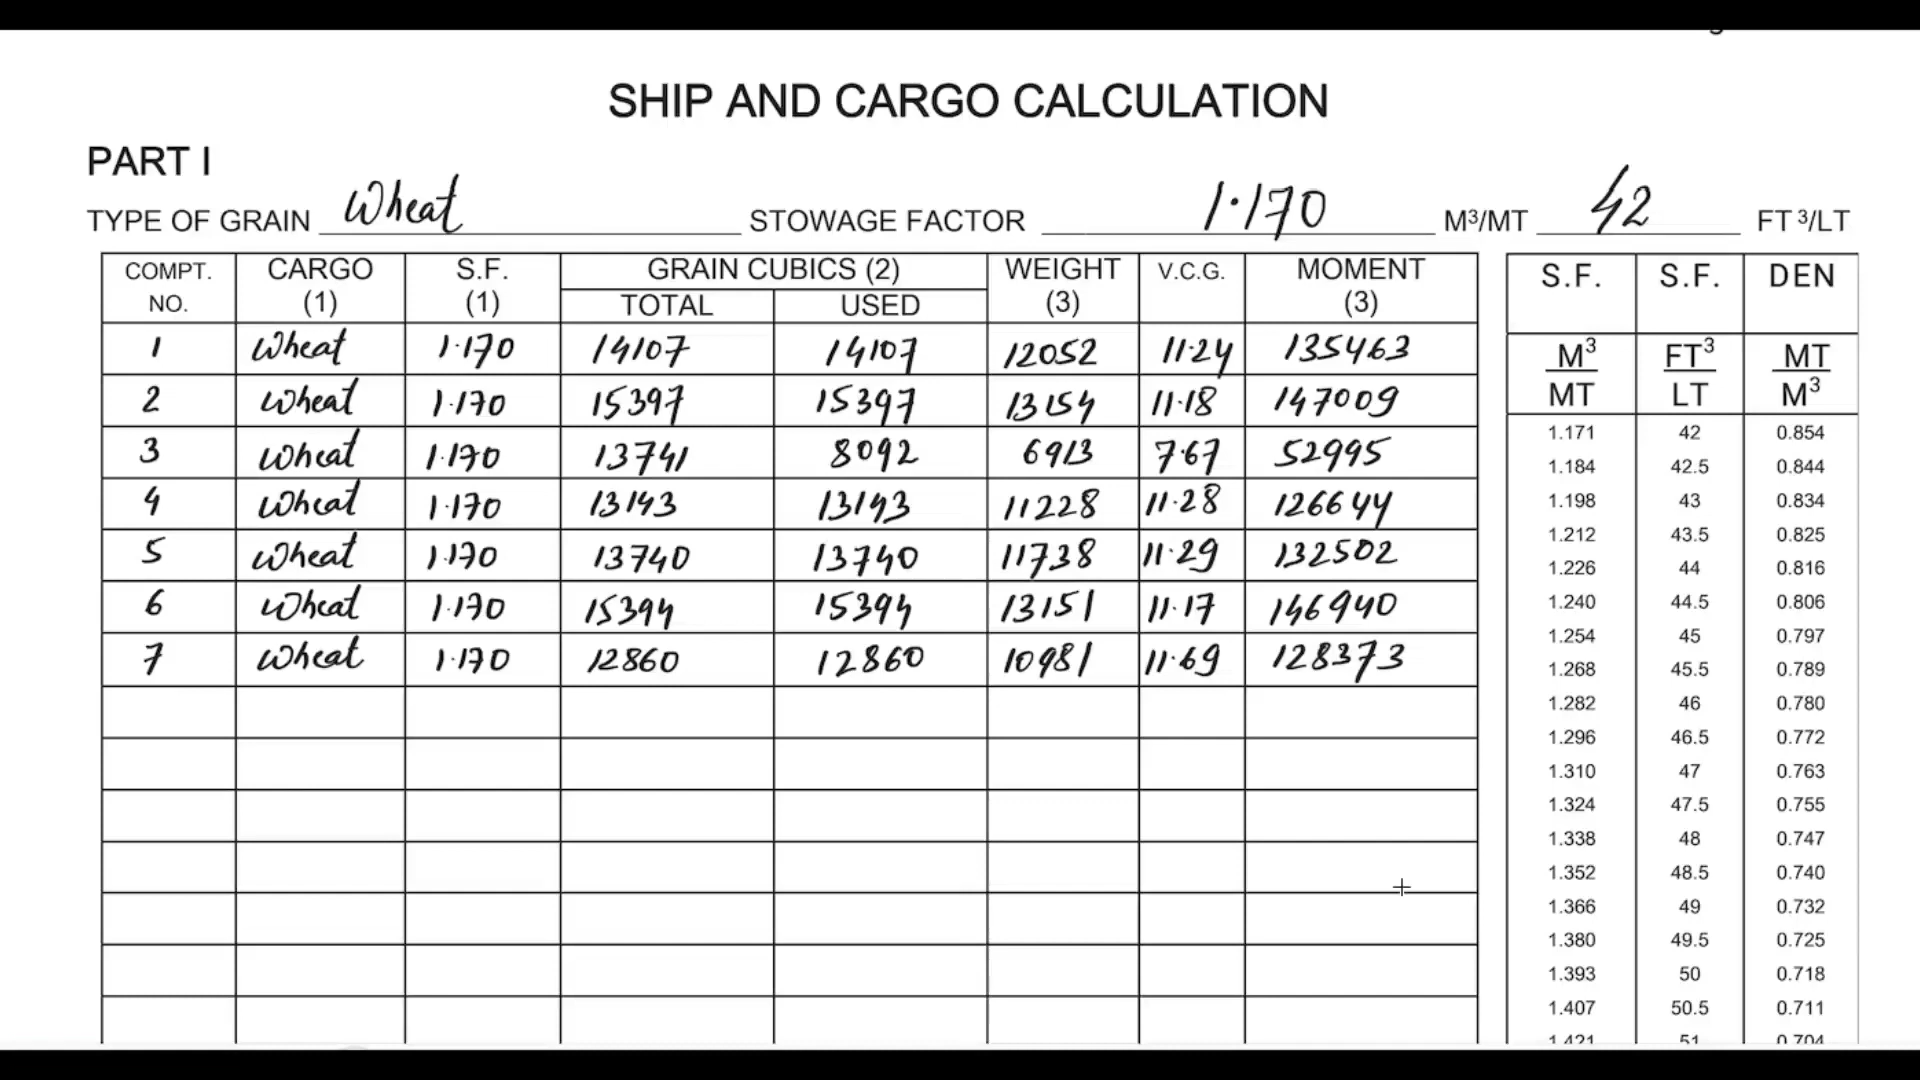 SHIP AND CARGO CALCULATION
PART I
TYPE OF GRAIN Wheat STOWAGE FACTOR 1.170 M³/MT 42 FT³/LT
COMPT. NO. CARGO (1) S.F. (1) GRAIN CUBICS (2) TOTAL USED WEIGHT (3) V.C.G. MOMENT (3)
1 Wheat 1.170 14107 14107 12052 11.24 135463
2 Wheat 1.170 15397 15397 13154 11.18 147009
3 Wheat 1.170 13741 8092 6913 7.67 52995
4 Wheat 1.170 13143 13143 11228 11.28 126644
5 Wheat 1.170 13740 13740 11738 11.29 132502
6 Wheat 1.170 15394 15394 13151 11.17 146940
7 Wheat 1.170 12860 12860 10981 11.69 128373
S.F. S.F. DEN
M³/MT FT³/LT MT/M³
1.171 42 0.854
1.184 42.5 0.844
1.198 43 0.834
1.212 43.5 0.825
1.226 44 0.816
1.240 44.5 0.806
1.254 45 0.797
1.268 45.5 0.789
1.282 46 0.780
1.296 46.5 0.772
1.310 47 0.763
1.324 47.5 0.755
1.338 48 0.747
1.352 48.5 0.740
1.366 49 0.732
1.380 49.5 0.725
1.393 50 0.718
1.407 50.5 0.711
1.421 51 0.704